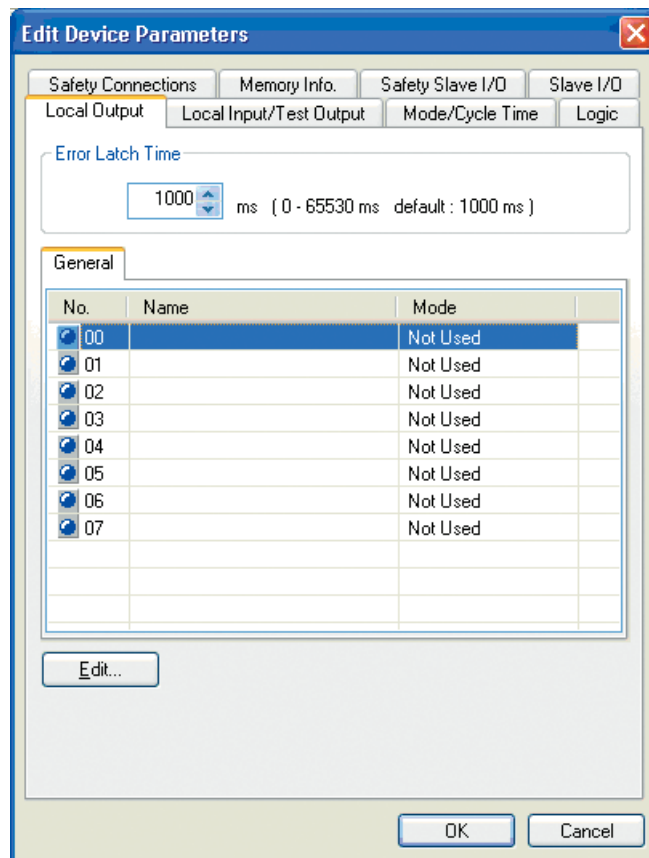 Edit Device Parameters
Safety Connections Memory Info. Safety Slave I/O Slave I/O
Local Output Local Input/Test Output Mode/Cycle Time Logic
Error Latch Time
1000 ms ( 0 - 65530 ms default : 1000 ms )
General
No. Name Mode
00 Not Used
01 Not Used
02 Not Used
03 Not Used
04 Not Used
05 Not Used
06 Not Used
07 Not Used
Edit...
OK Cancel